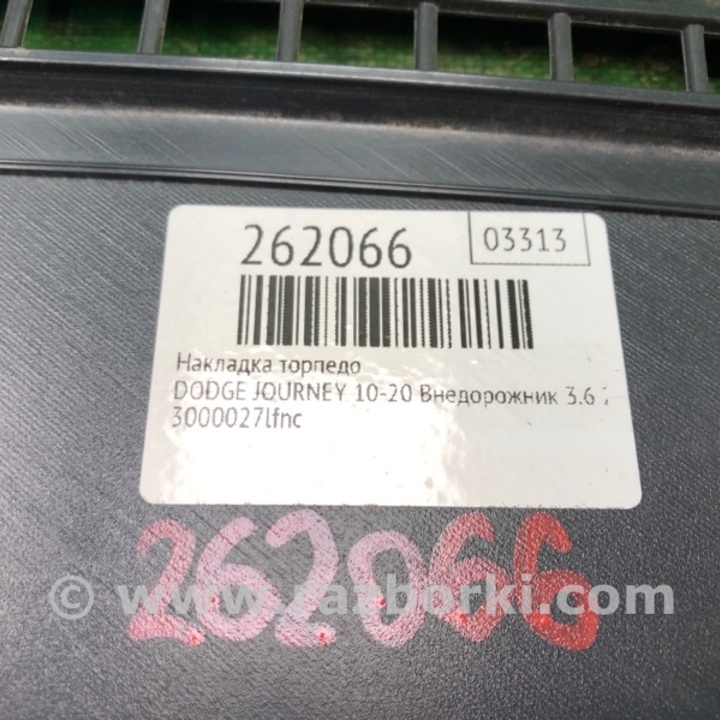 262066
03313
Накладка торпедо
DODGE JOURNEY 10-20 Внедорожник 3.6
3000027lfnc
262066
© www.razborki.com